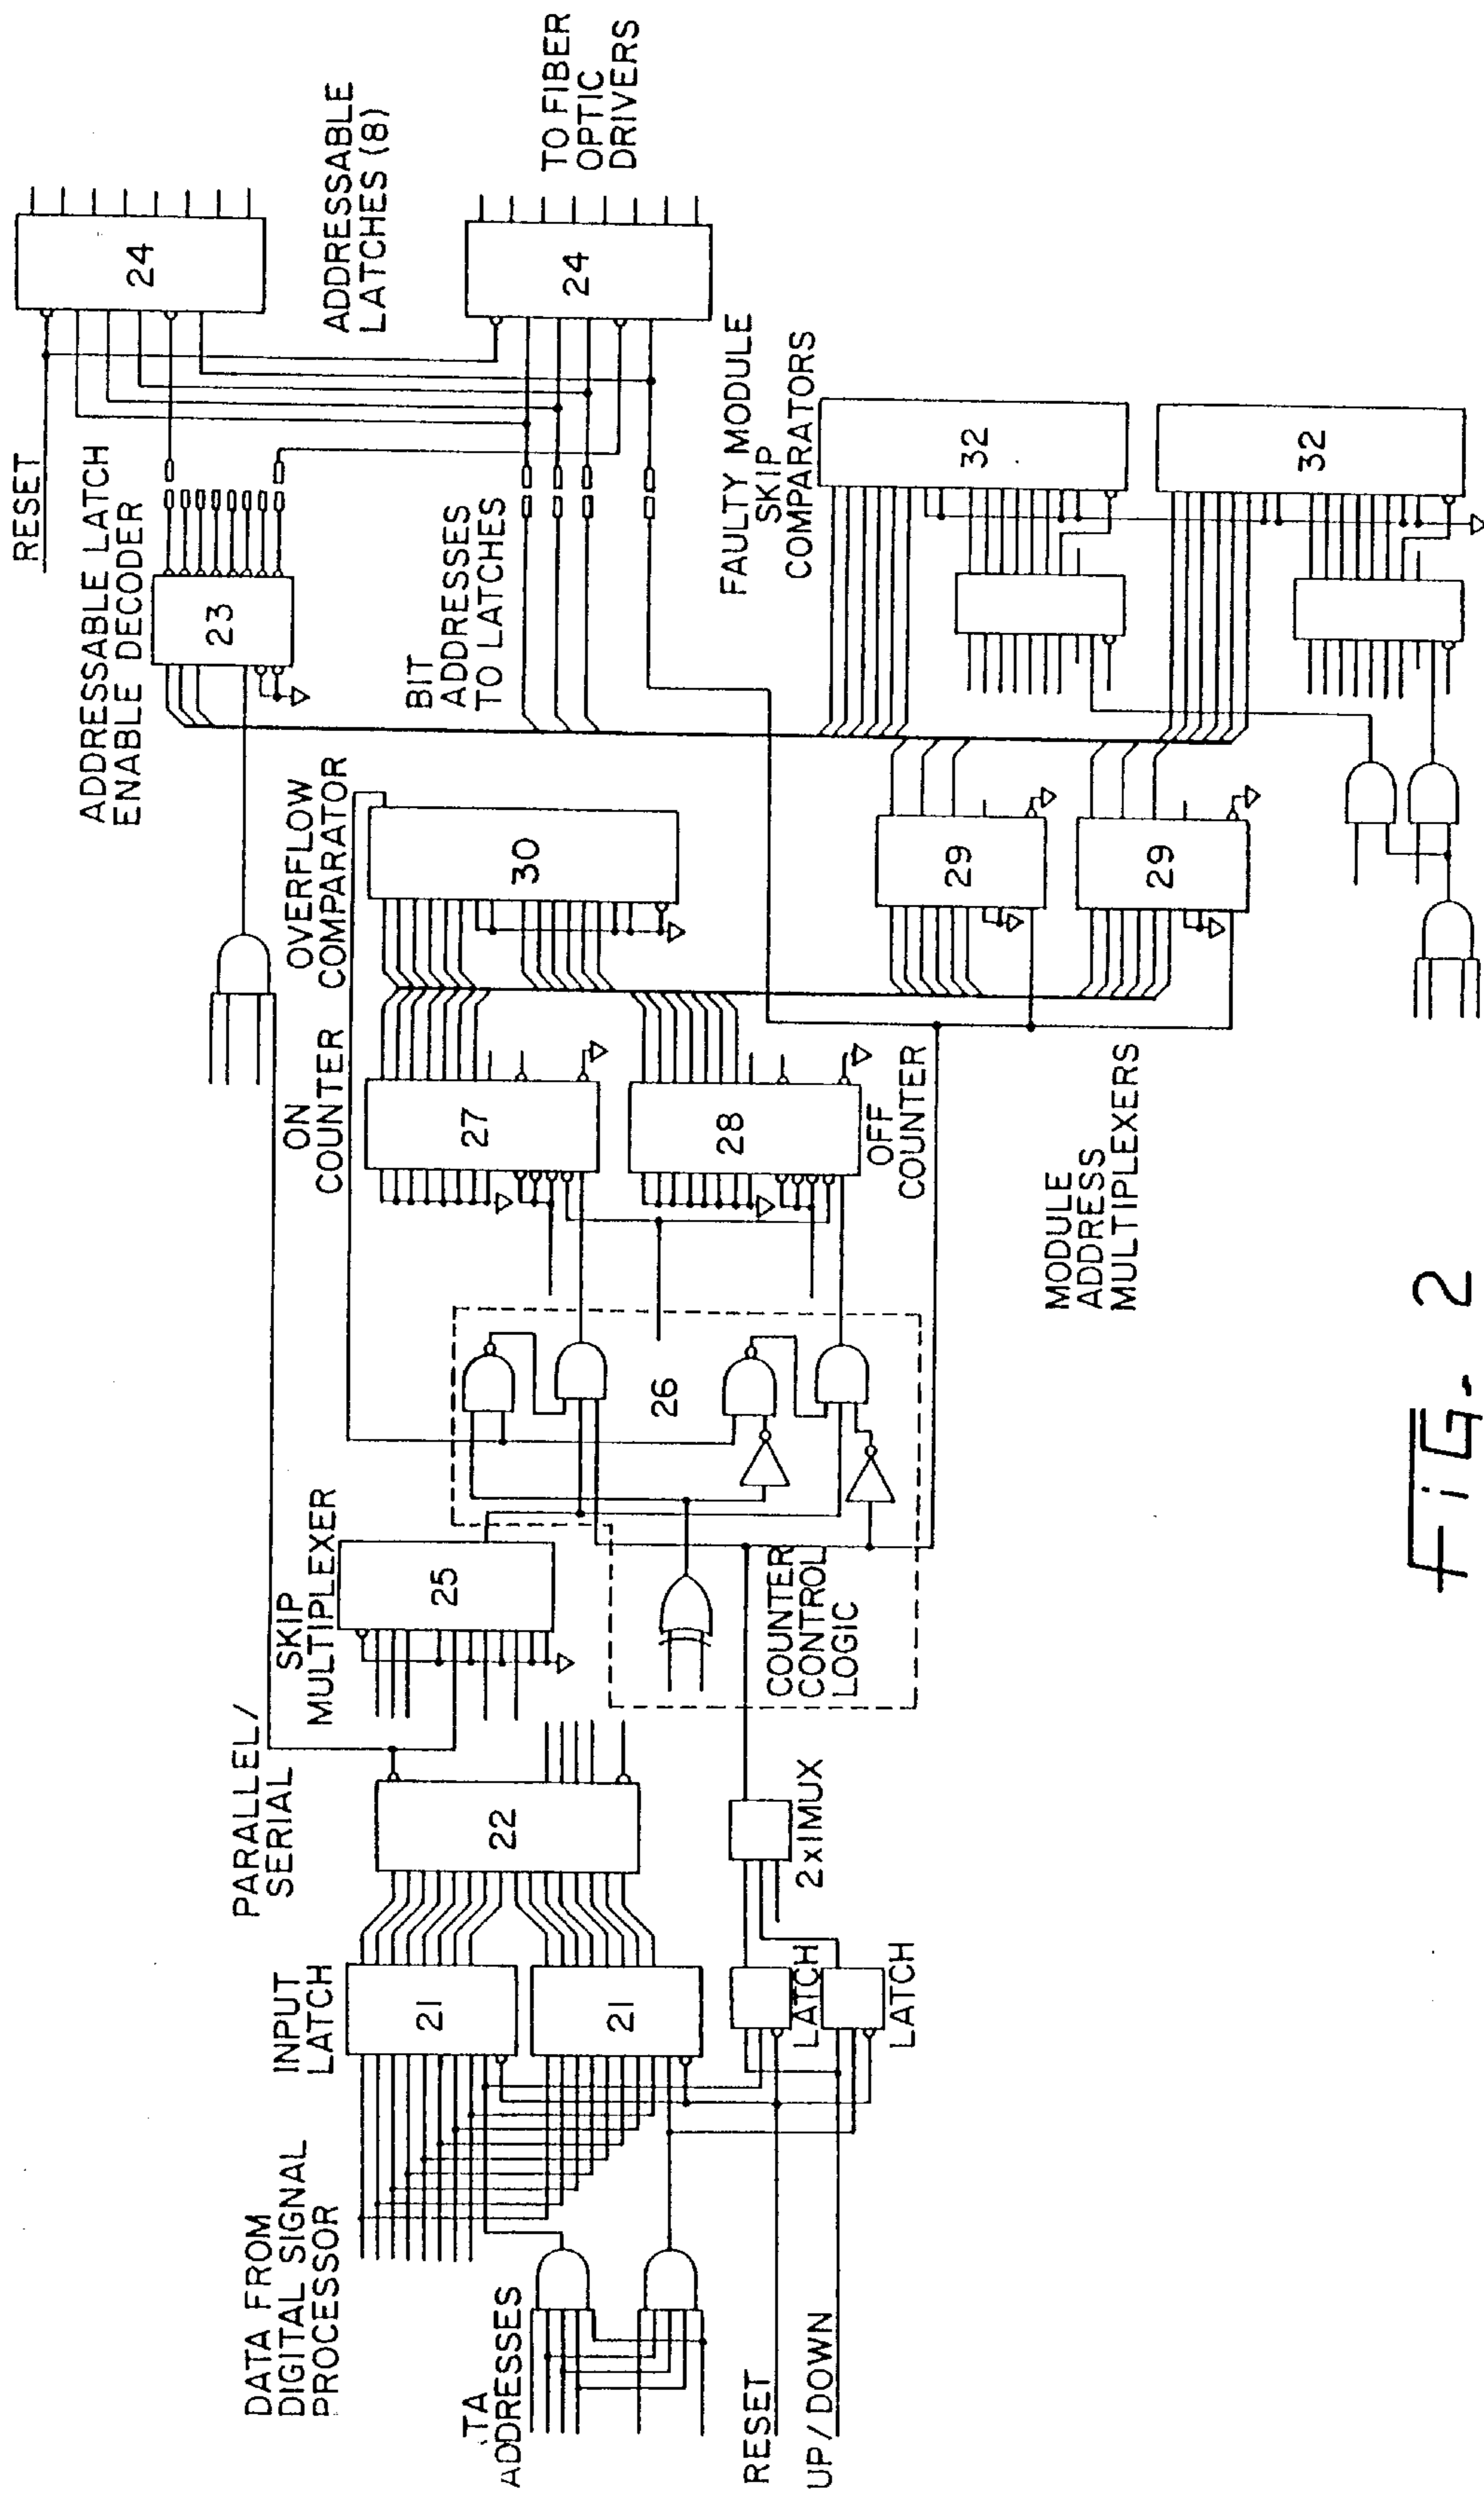 RESET
24
24
ADDRESSABLE
LATCHES (8)
TO FIBER
OPTIC
DRIVERS
ADDRESSABLE LATCH
ENABLE DECODER
23
BIT
ADDRESSES
TO LATCHES
FAULTY MODULE
SKIP
COMPARATORS
32
32
OVERFLOW
COMPARATOR
30
29
29
ON
COUNTER
27
28
OFF
COUNTER
MODULE
ADDRESS
MULTIPLEXERS
26
SKIP
MULTIPLEXER
25
COUNTER
CONTROL
LOGIC
PARALLEL/
SERIAL
22
2x1MUX
INPUT
LATCH
21
21
LATCH
LATCH
DATA FROM
DIGITAL SIGNAL
PROCESSOR
TA
ADDRESSES
RESET
UP/DOWN
FiG. 2